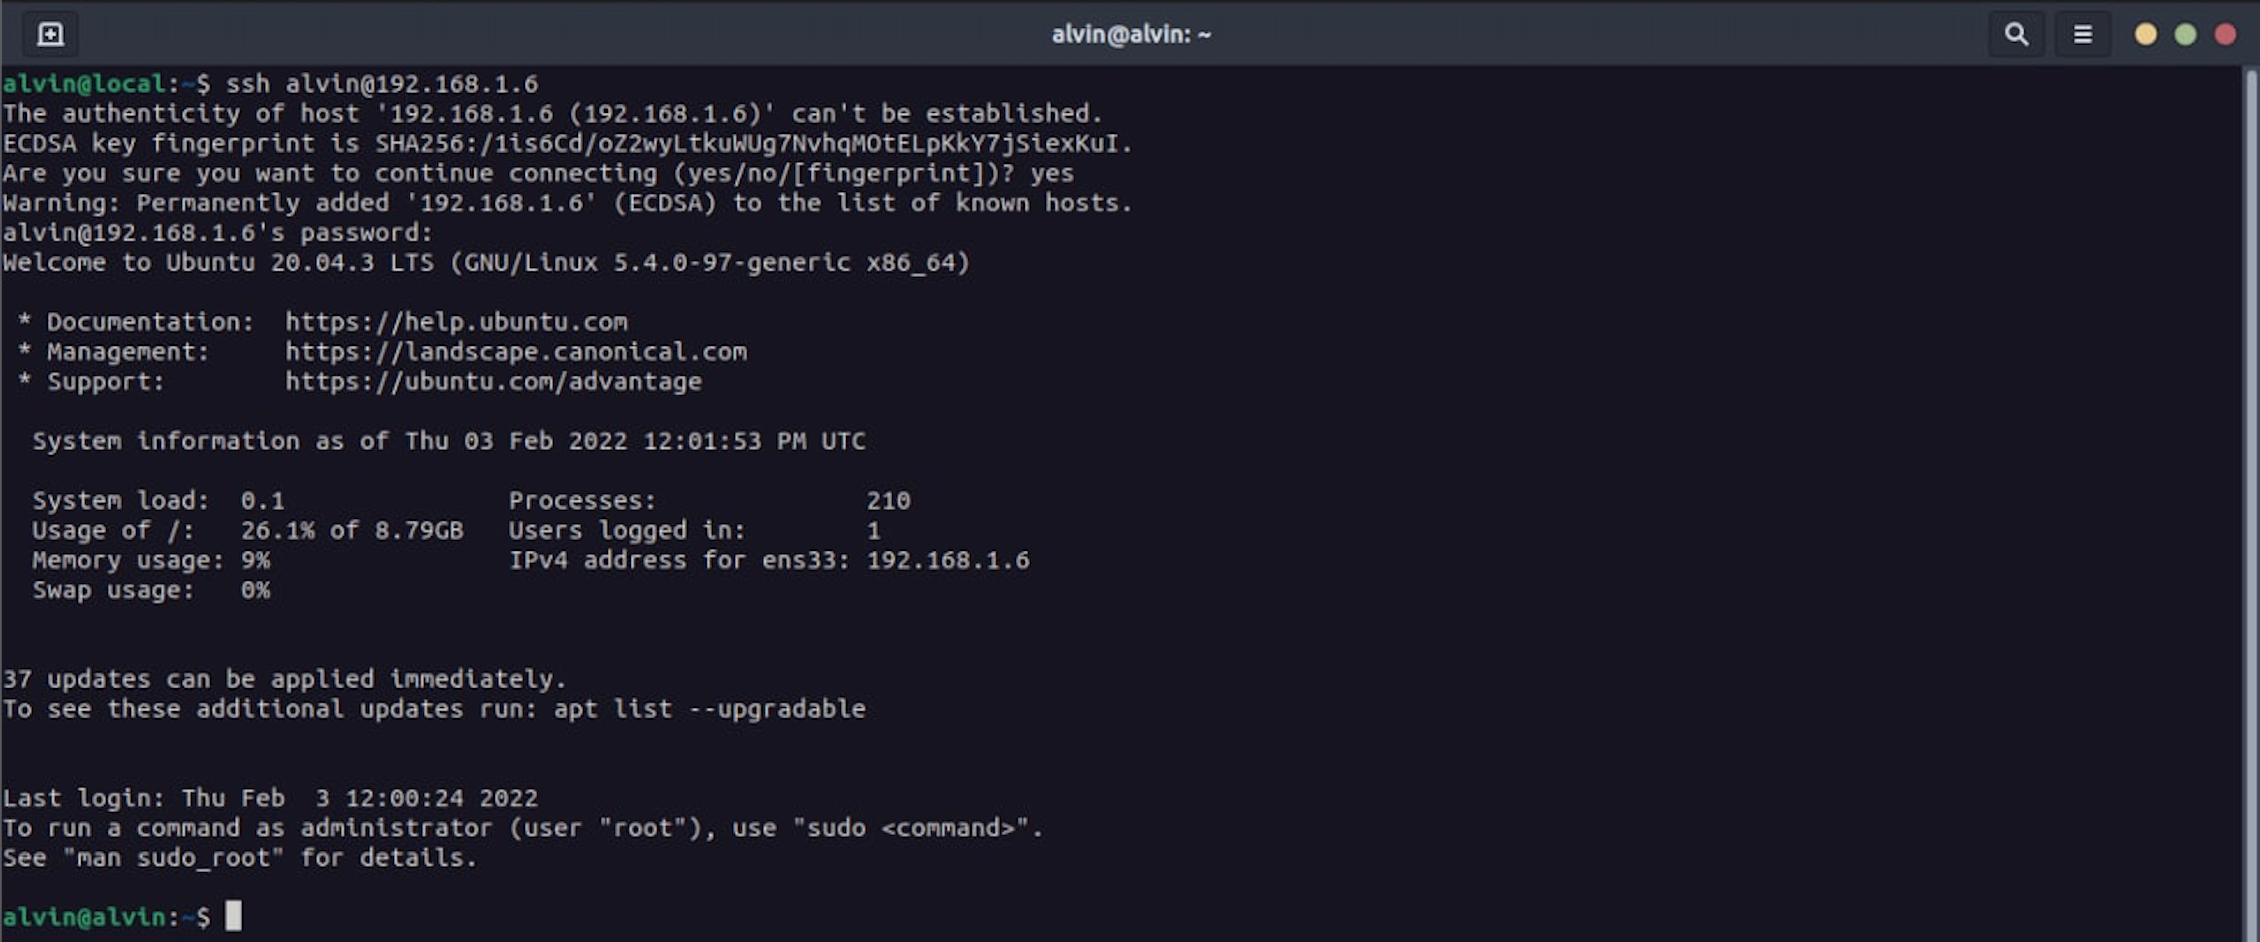 alvin@alvin: ~
alvin@local:~$ ssh alvin@192.168.1.6
The authenticity of host '192.168.1.6 (192.168.1.6)' can't be established.
ECDSA key fingerprint is SHA256:/1is6Cd/oZ2wyLtkuWUg7NvhqMOtELpKkY7jSiexKuI.
Are you sure you want to continue connecting (yes/no/[fingerprint])? yes
Warning: Permanently added '192.168.1.6' (ECDSA) to the list of known hosts.
alvin@192.168.1.6's password:
Welcome to Ubuntu 20.04.3 LTS (GNU/Linux 5.4.0-97-generic x86_64)

 * Documentation:  https://help.ubuntu.com
 * Management:     https://landscape.canonical.com
 * Support:        https://ubuntu.com/advantage

  System information as of Thu 03 Feb 2022 12:01:53 PM UTC

  System load:  0.1               Processes:              210
  Usage of /:   26.1% of 8.79GB   Users logged in:        1
  Memory usage: 9%                IPv4 address for ens33: 192.168.1.6
  Swap usage:   0%

37 updates can be applied immediately.
To see these additional updates run: apt list --upgradable

Last login: Thu Feb  3 12:00:24 2022
To run a command as administrator (user "root"), use "sudo <command>".
See "man sudo_root" for details.

alvin@alvin:~$